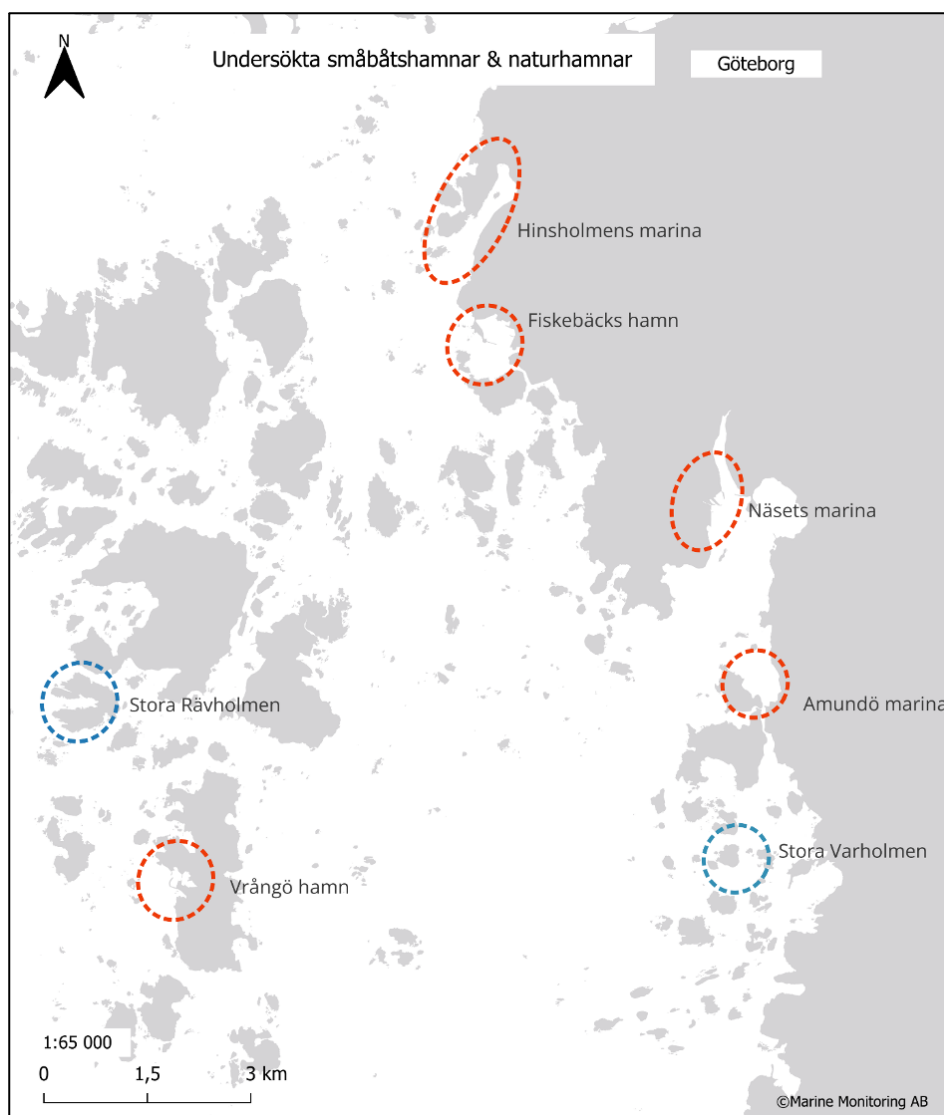 N
Undersökta småbåtshamnar & naturhamnar
Göteborg
Hinsholmens marina
Fiskebäcks hamn
Näsets marina
Stora Rävholmen
Amundö marina
Stora Varholmen
Vrångö hamn
1:65 000
0 1,5 3 km
©Marine Monitoring AB